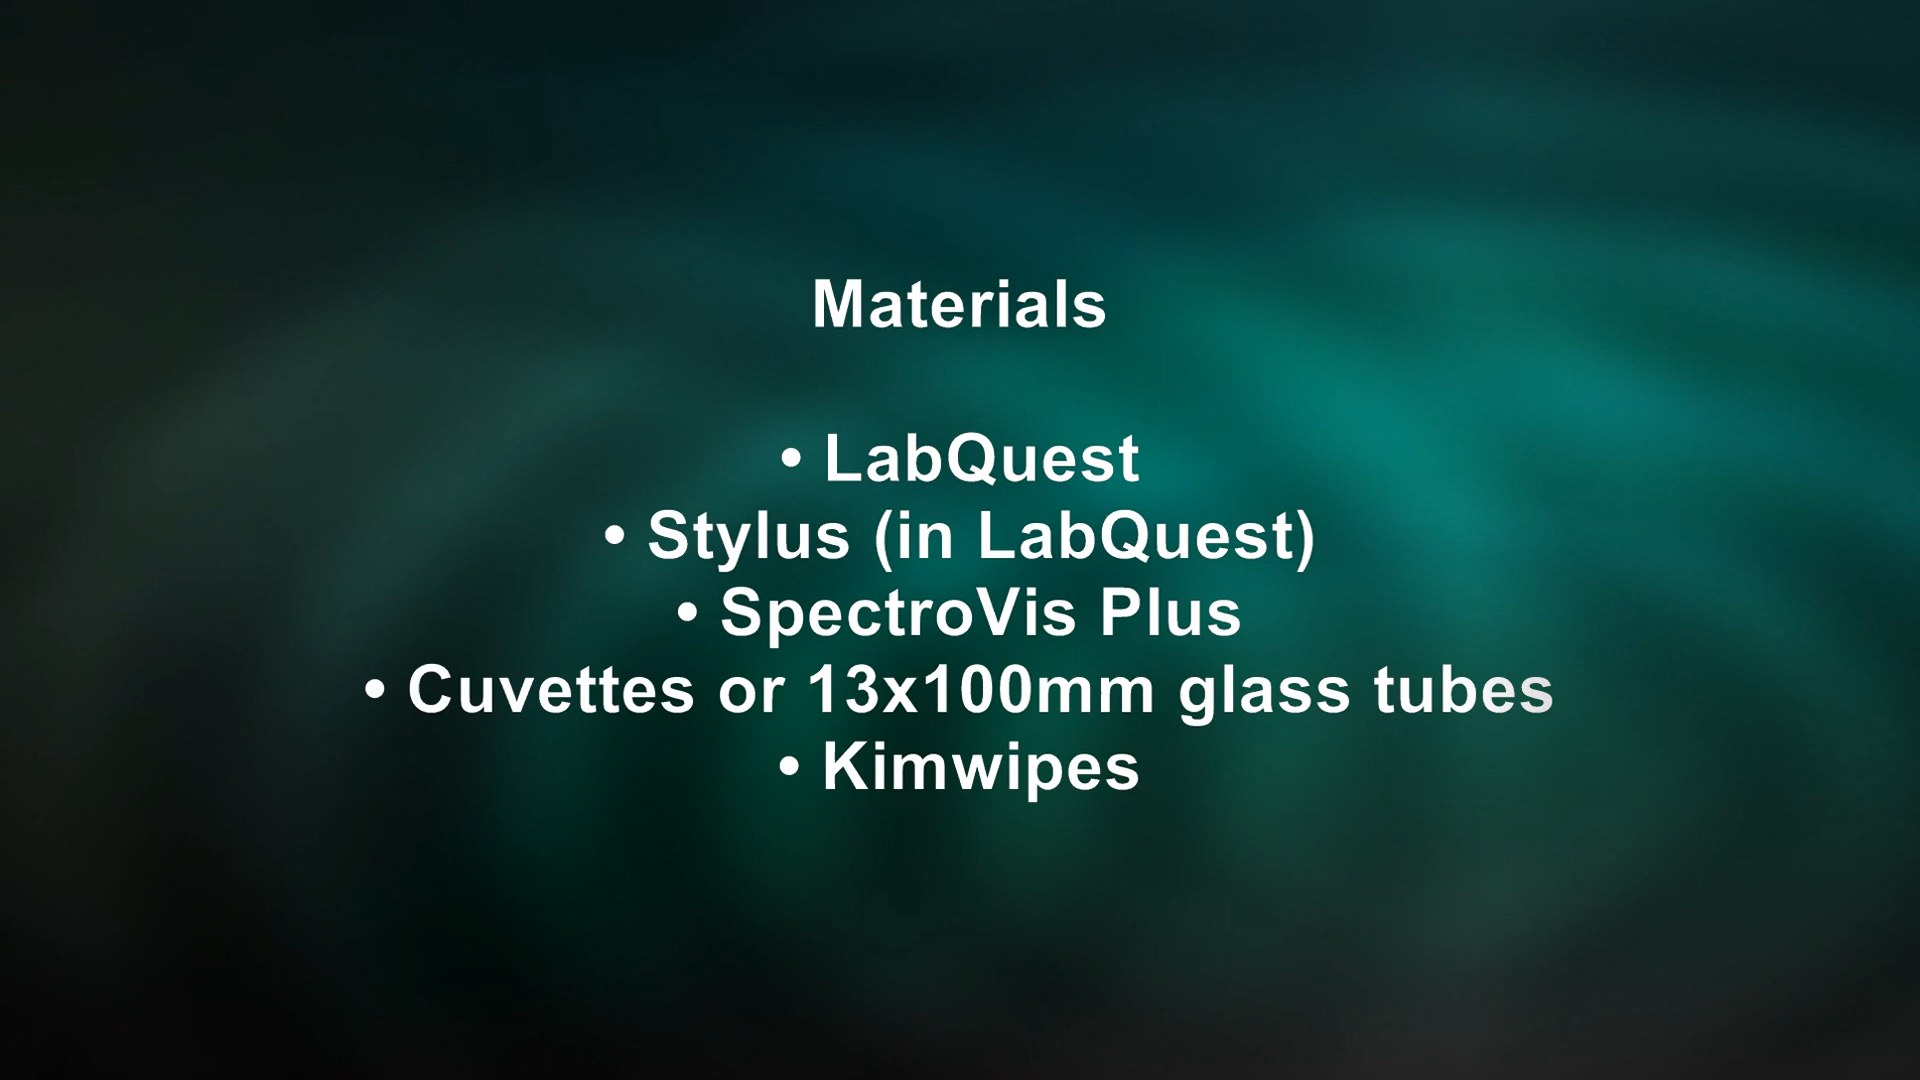 Materials
• LabQuest
• Stylus (in LabQuest)
• SpectroVis Plus
• Cuvettes or 13x100mm glass tubes
• Kimwipes